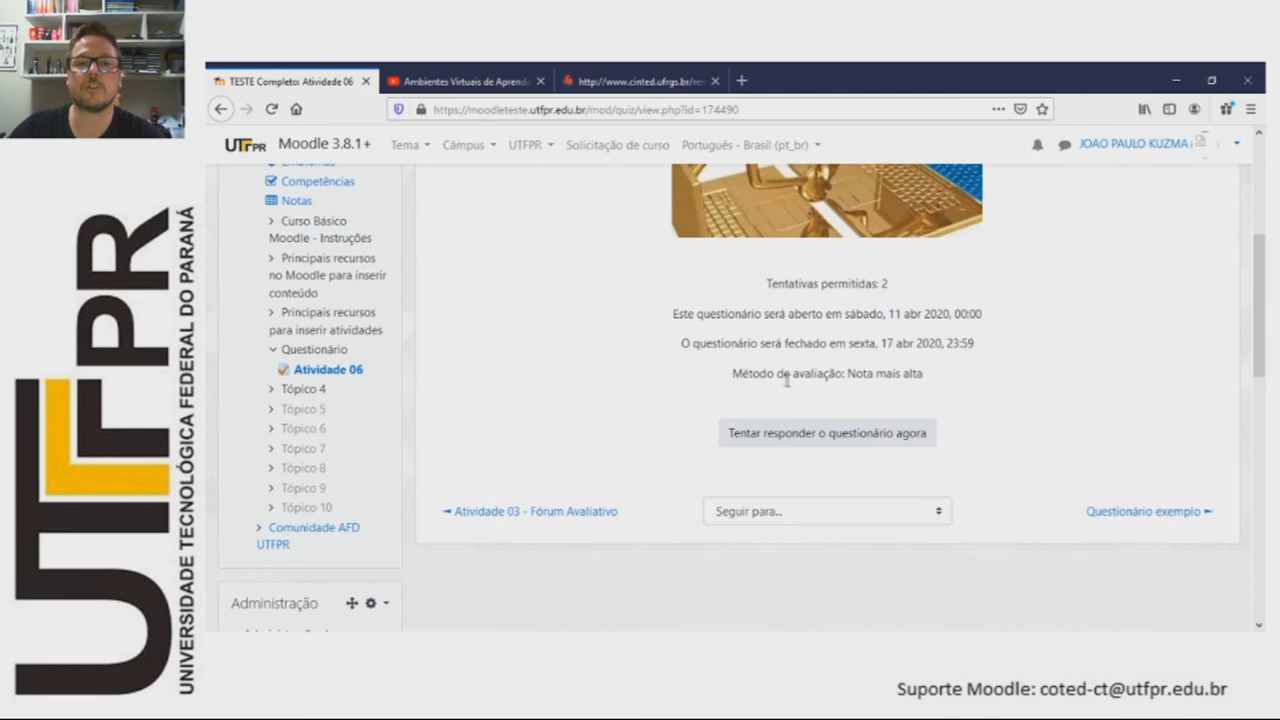 TESTE Completo: Atividade 06
Ambientes Virtuais de Aprend
http://www.cinted.ufrgs.br/ren
https://moodleteste.utfpr.edu.br/mod/quiz/view.php?id=174490
UTFPR Moodle 3.8.1+ Tema Câmpus UTFPR Solicitação de curso Português - Brasil (pt_br) JOAO PAULO KUZMA
Competências
Notas
Curso Básico
Moodle - Instruções
Principais recursos
no Moodle para inserir
conteúdo
Principais recursos
para inserir atividades
Questionário
Atividade 06
Tópico 4
Tópico 5
Tópico 6
Tópico 7
Tópico 8
Tópico 9
Tópico 10
Comunidade AFD
UTFPR
Administração
Tentativas permitidas: 2
Este questionário será aberto em sábado, 11 abr 2020, 00:00
O questionário será fechado em sexta, 17 abr 2020, 23:59
Método de avaliação: Nota mais alta
Tentar responder o questionário agora
◄ Atividade 03 - Fórum Avaliativo
Seguir para...
Questionário exemplo ►
UTFPR
UNIVERSIDADE TECNOLÓGICA FEDERAL DO PARANÁ
Suporte Moodle: coted-ct@utfpr.edu.br